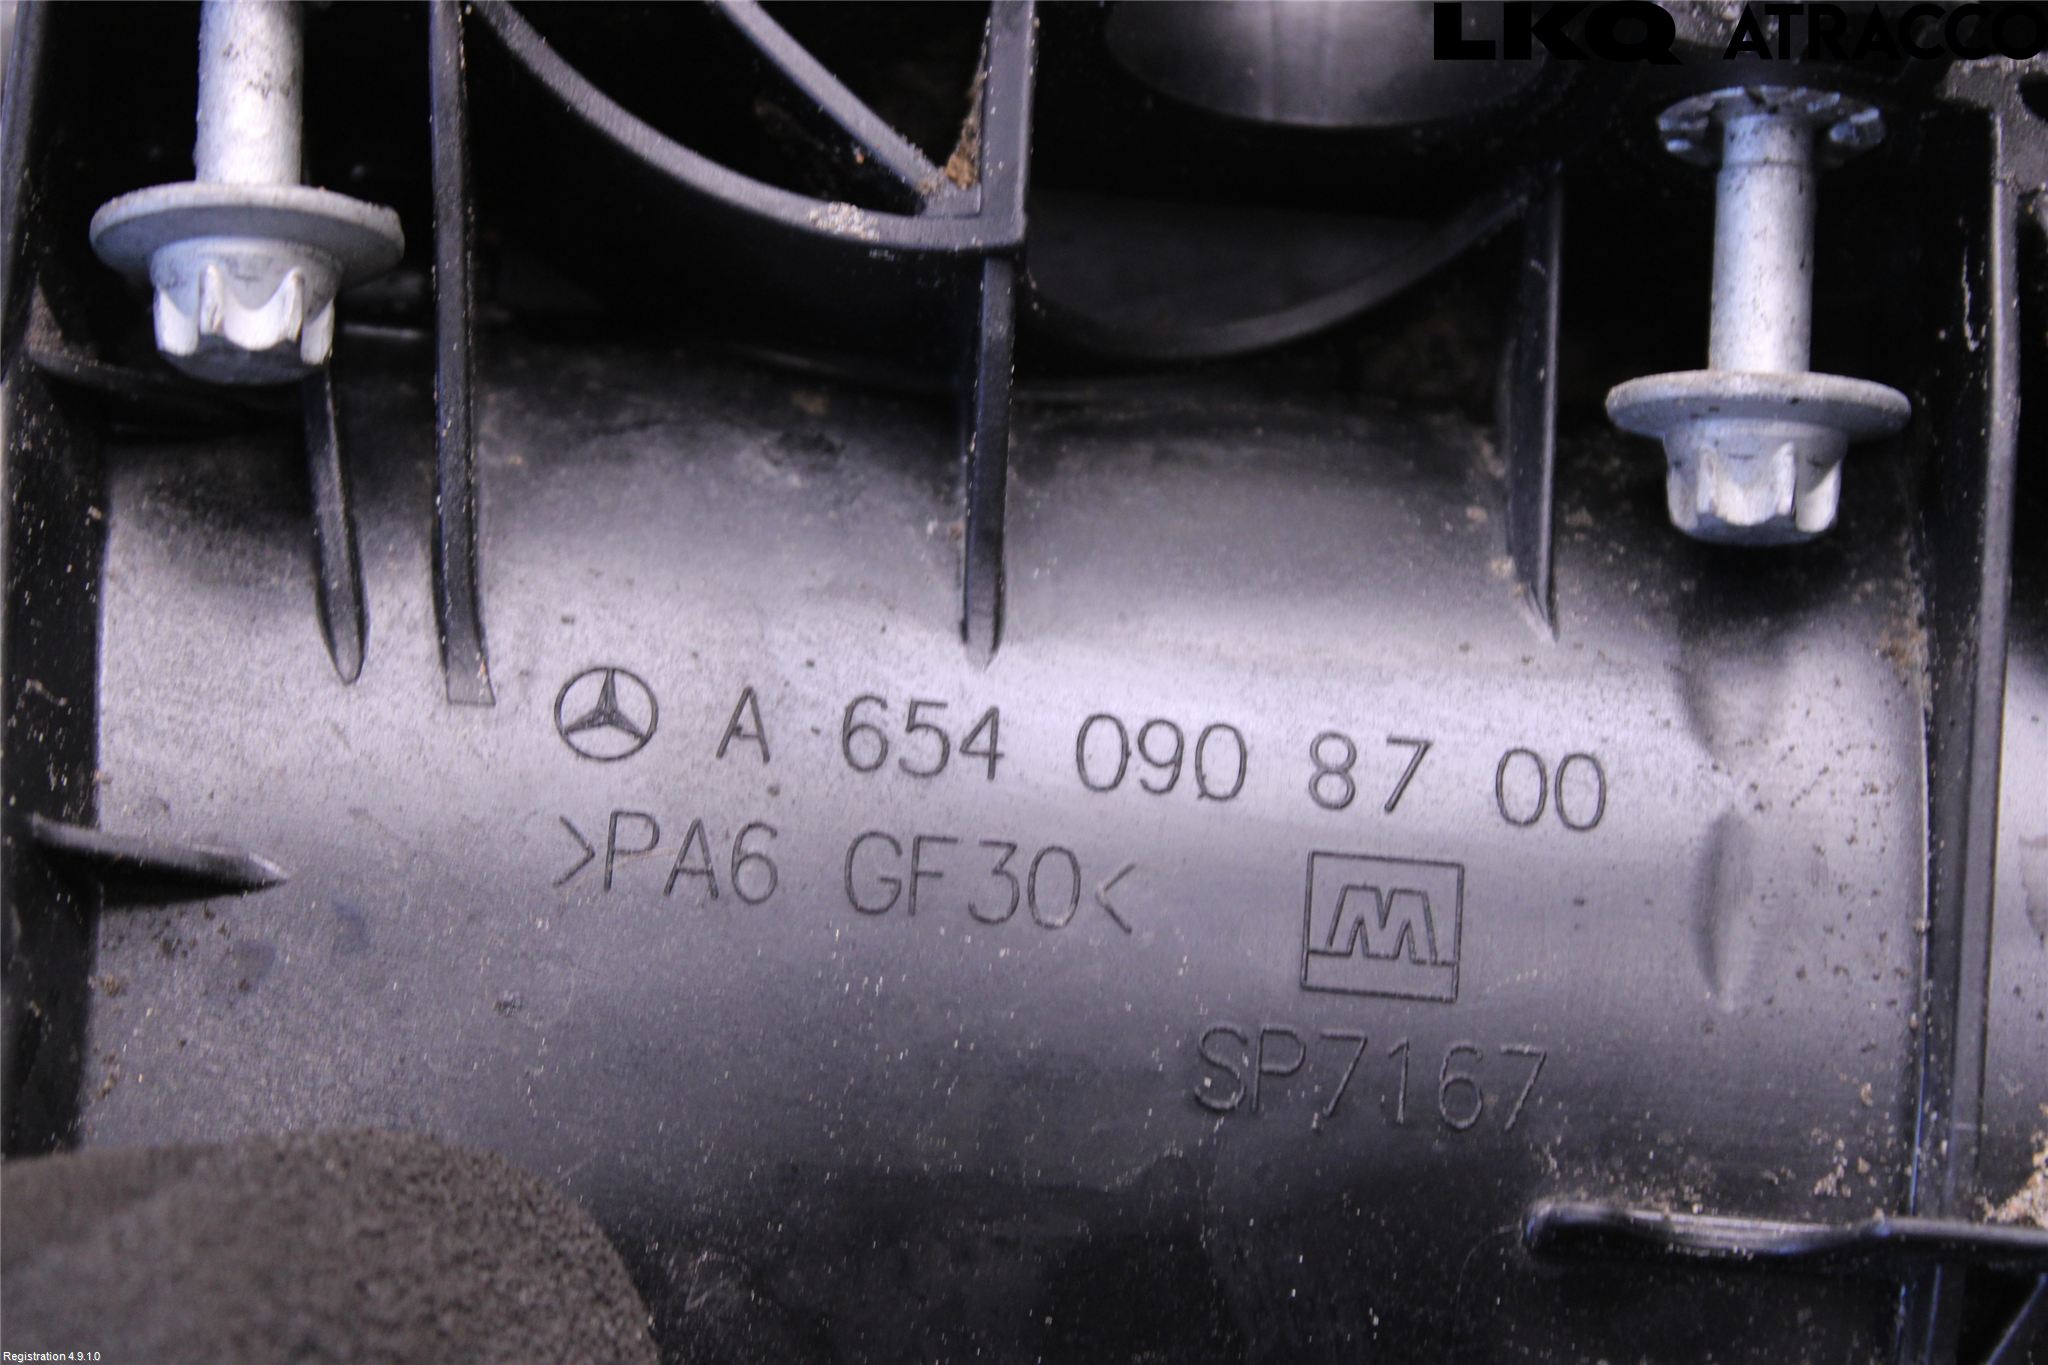 LKQ ATRACCO
A 654 090 87 00
>PA6 GF30<
M
SP7167
Registration 4.9.1.0